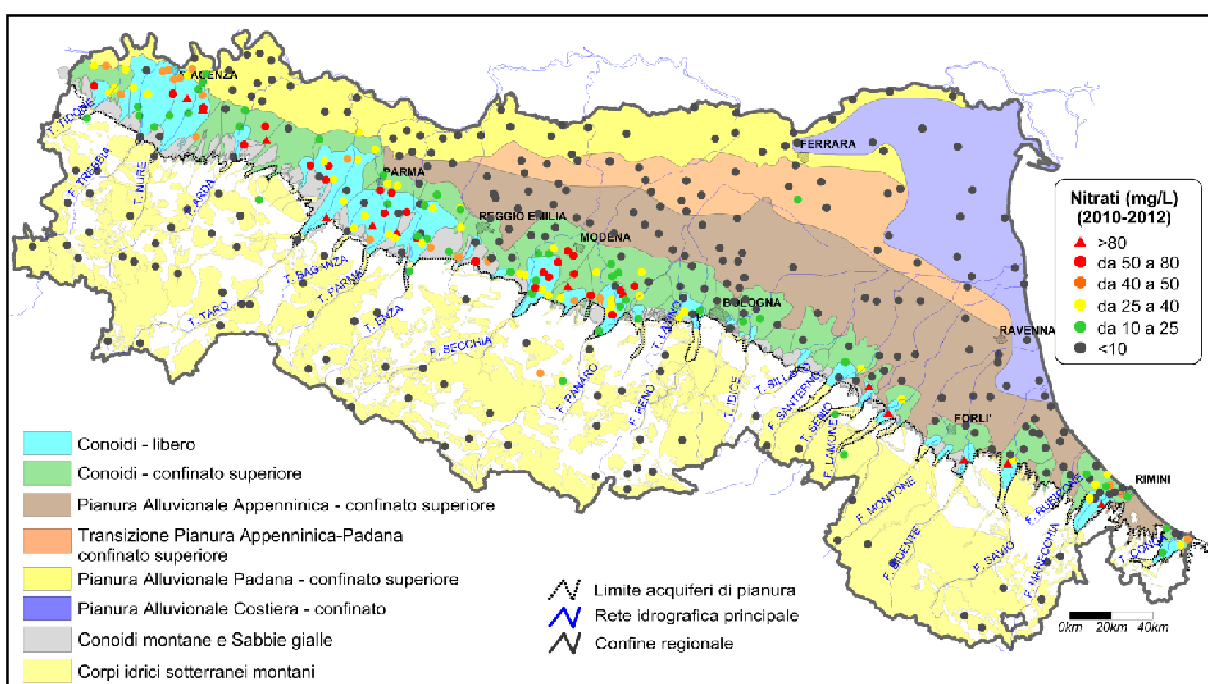 PIACENZA
FERRARA
PARMA
REGGIO EMILIA
MODENA
BOLOGNA
RAVENNA
FORLI'
RIMINI
T. TIDONE
F. TREBBIA
T. NURE
T. ARDA
T. TARO
T. BAGANZA
T. PARMA
T. ENZA
F. SECCHIA
F. PANARO
F. RENO
T. IDICE
T. SILLARO
F. SANTERNO
T. SENIO
F. LAMONE
F. MONTONE
F. BIDENTE
F. SAVIO
F. RUBICONE
F. MARECCHIA
T. CONCA
Nitrati (mg/L)
(2010-2012)
>80
da 50 a 80
da 40 a 50
da 25 a 40
da 10 a 25
<10
Conoidi - libero
Conoidi - confinato superiore
Pianura Alluvionale Appenninica - confinato superiore
Transizione Pianura Appenninica-Padana
confinato superiore
Pianura Alluvionale Padana - confinato superiore
Pianura Alluvionale Costiera - confinato
Conoidi montane e Sabbie gialle
Corpi idrici sotterranei montani
Limite acquiferi di pianura
Rete idrografica principale
Confine regionale
0km 20km 40km